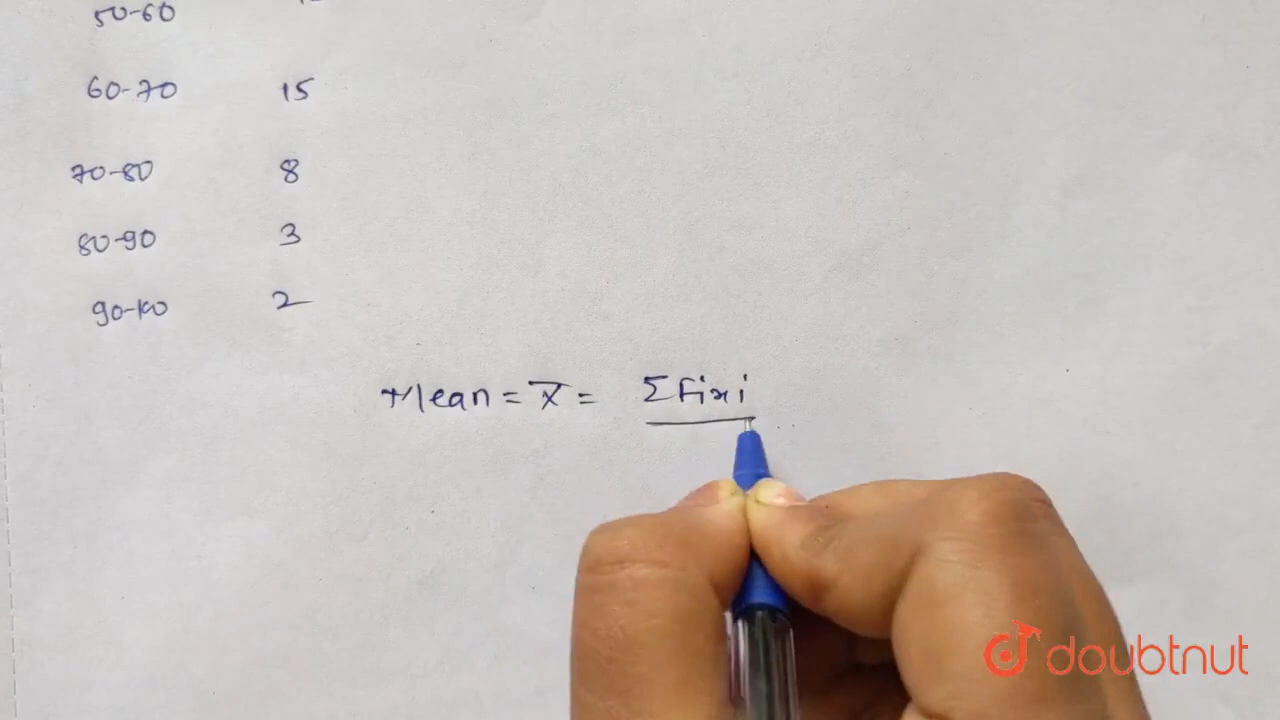 50-60
60-70 15
70-80 8
80-90 3
90-100 2
Mean = x̄ = Σfixi
doubtnut